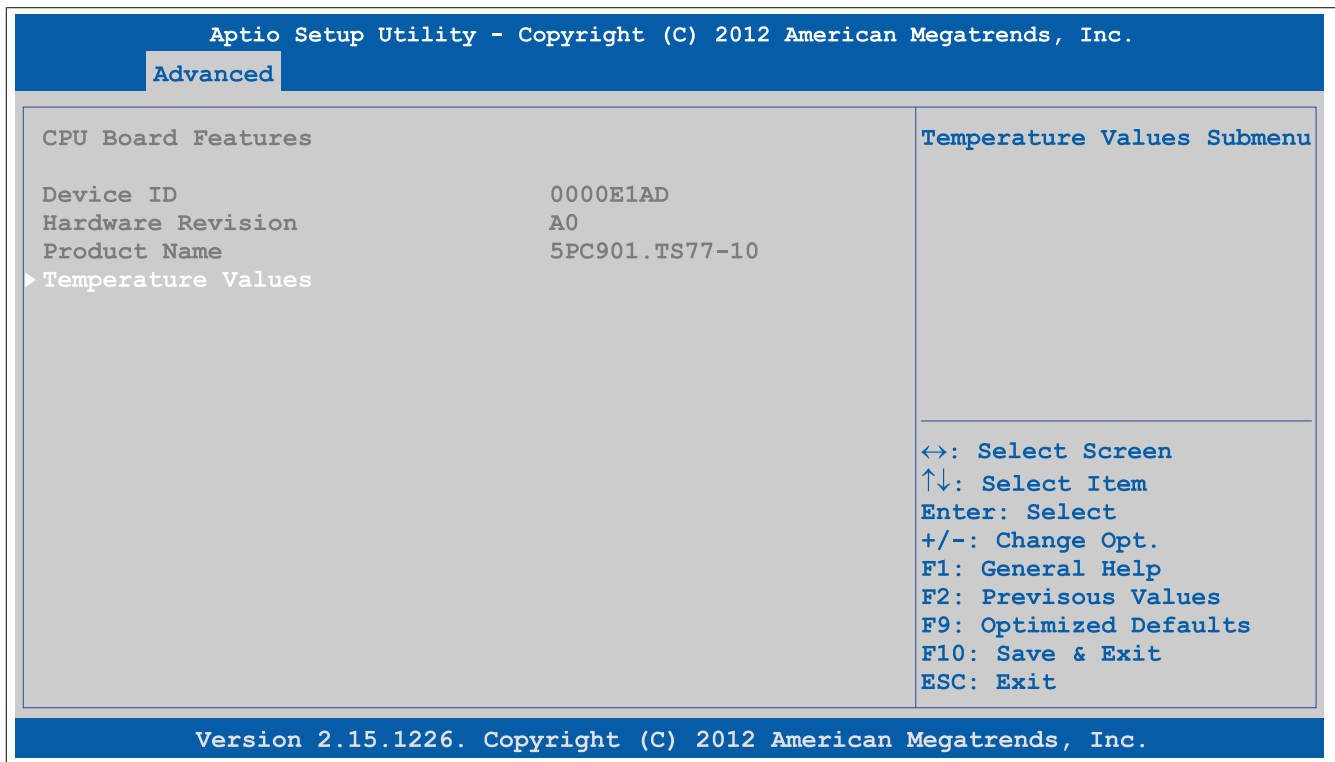 Aptio Setup Utility - Copyright (C) 2012 American Megatrends, Inc.
Advanced
CPU Board Features
Device ID 0000E1AD
Hardware Revision A0
Product Name 5PC901.TS77-10
Temperature Values
Temperature Values Submenu
↔: Select Screen
↑↓: Select Item
Enter: Select
+/-: Change Opt.
F1: General Help
F2: Previsous Values
F9: Optimized Defaults
F10: Save & Exit
ESC: Exit
Version 2.15.1226. Copyright (C) 2012 American Megatrends, Inc.